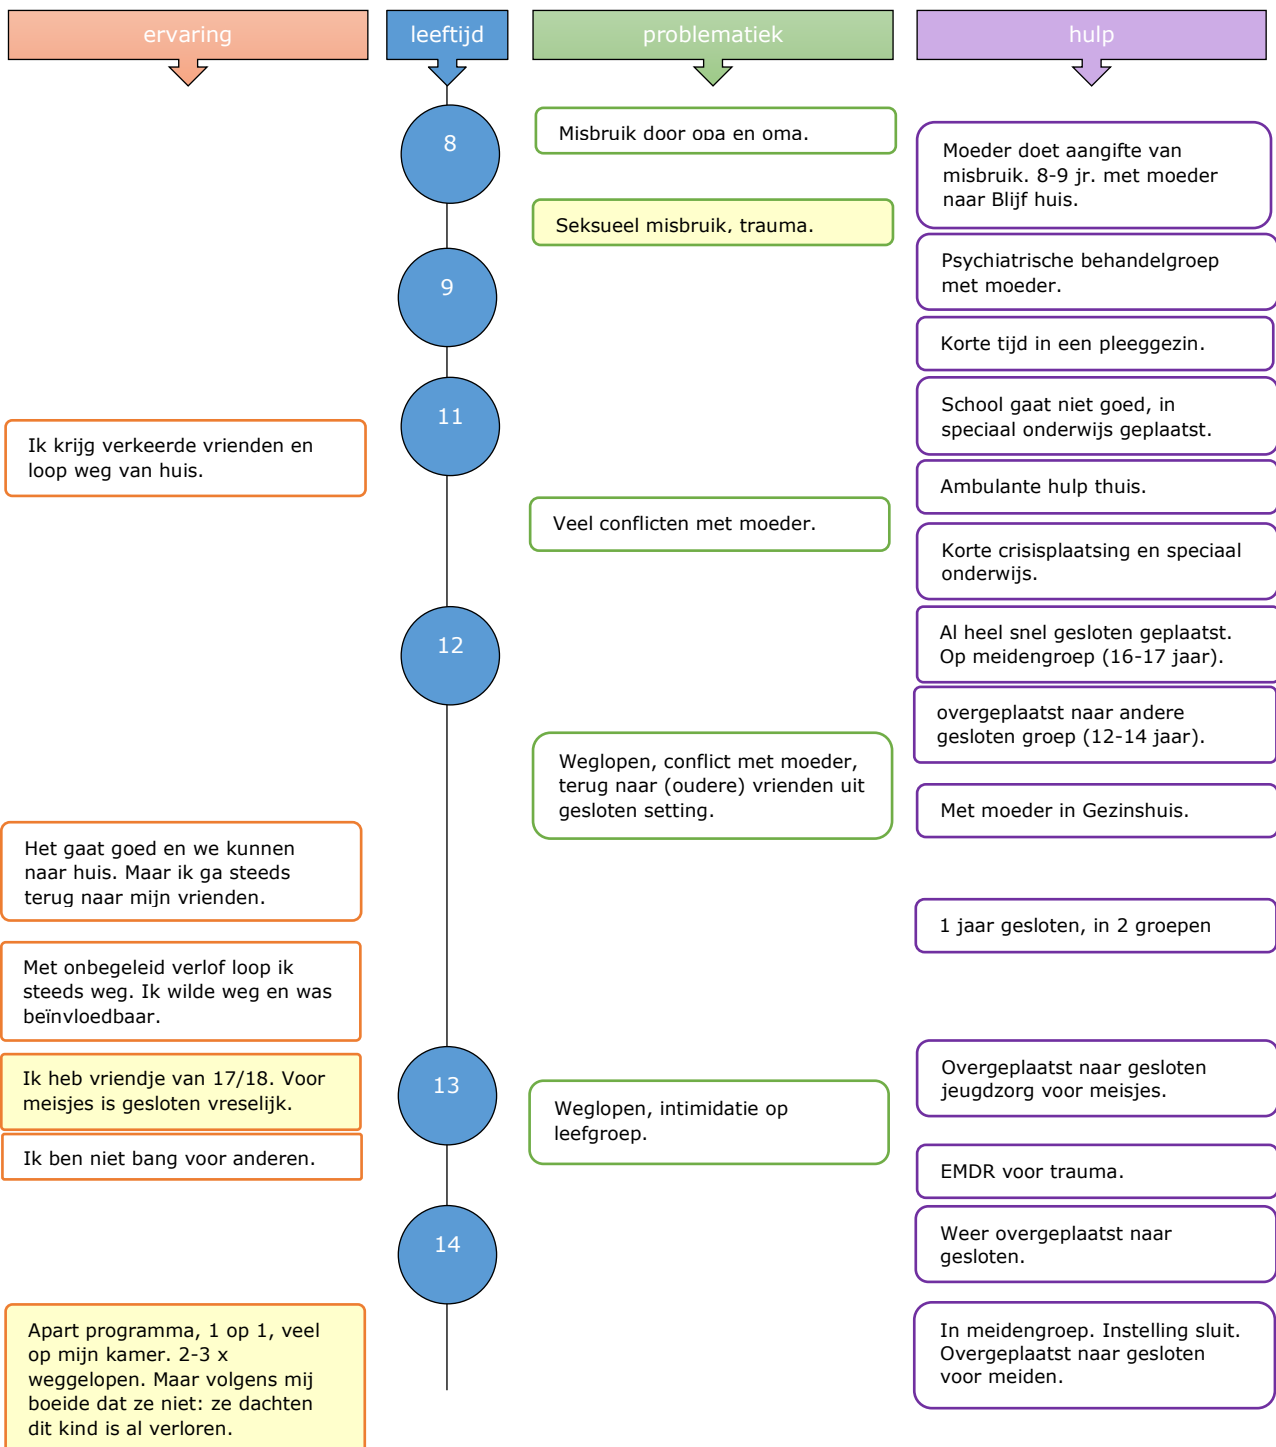 ervaring
leeftijd
problematiek
hulp
8
Misbruik door opa en oma.
Moeder doet aangifte van
misbruik. 8-9 jr. met moeder
naar Blijf huis.
Seksueel misbruik, trauma.
9
Psychiatrische behandelgroep
met moeder.
Korte tijd in een pleeggezin.
11
School gaat niet goed, in
speciaal onderwijs geplaatst.
Ik krijg verkeerde vrienden en
loop weg van huis.
Ambulante hulp thuis.
Veel conflicten met moeder.
Korte crisisplaatsing en speciaal
onderwijs.
12
Al heel snel gesloten geplaatst.
Op meidengroep (16-17 jaar).
overgeplaatst naar andere
gesloten groep (12-14 jaar).
Weglopen, conflict met moeder,
terug naar (oudere) vrienden uit
gesloten setting.
Met moeder in Gezinshuis.
Het gaat goed en we kunnen
naar huis. Maar ik ga steeds
terug naar mijn vrienden.
1 jaar gesloten, in 2 groepen
Met onbegeleid verlof loop ik
steeds weg. Ik wilde weg en was
beïnvloedbaar.
Ik heb vriendje van 17/18. Voor
meisjes is gesloten vreselijk.
13
Weglopen, intimidatie op
leefgroep.
Overgeplaatst naar gesloten
jeugdzorg voor meisjes.
Ik ben niet bang voor anderen.
EMDR voor trauma.
14
Weer overgeplaatst naar
gesloten.
Apart programma, 1 op 1, veel
op mijn kamer. 2-3 x
weggelopen. Maar volgens mij
boeide dat ze niet: ze dachten
dit kind is al verloren.
In meidengroep. Instelling sluit.
Overgeplaatst naar gesloten
voor meiden.